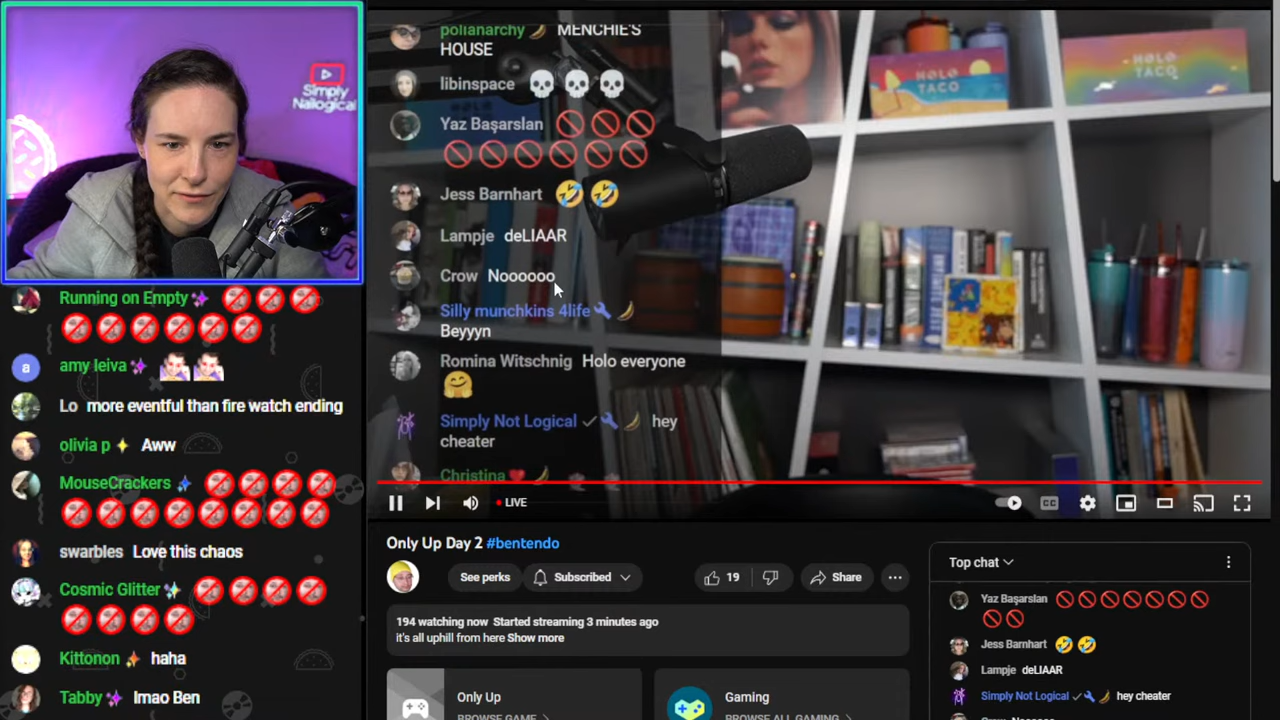 Simply
Nailogical
Running on Empty
amy leiva
a
Lo more eventful than fire watch ending
olivia p Aww
MouseCrackers
swarbles Love this chaos
Cosmic Glitter
Kittonon haha
Tabby lmao Ben
polianarchy MENCHIE'S
HOUSE
libinspace
Yaz Başarslan
Jess Barnhart
Lampje deLIAAR
Crow Noooooo
Silly munchkins 4life
Beyyyn
Romina Witschnig Holo everyone
Simply Not Logical hey
cheater
Christina
HOLO
TACO
HOLO
TACO
LIVE
CC
Only Up Day 2 #bentendo
See perks
Subscribed
19
Share
194 watching now Started streaming 3 minutes ago
it's all uphill from here Show more
Only Up
BROWSE GAME
Gaming
BROWSE ALL GAMING
Top chat
Yaz Başarslan
Jess Barnhart
Lampje deLIAAR
Simply Not Logical hey cheater
Crow Noooooo